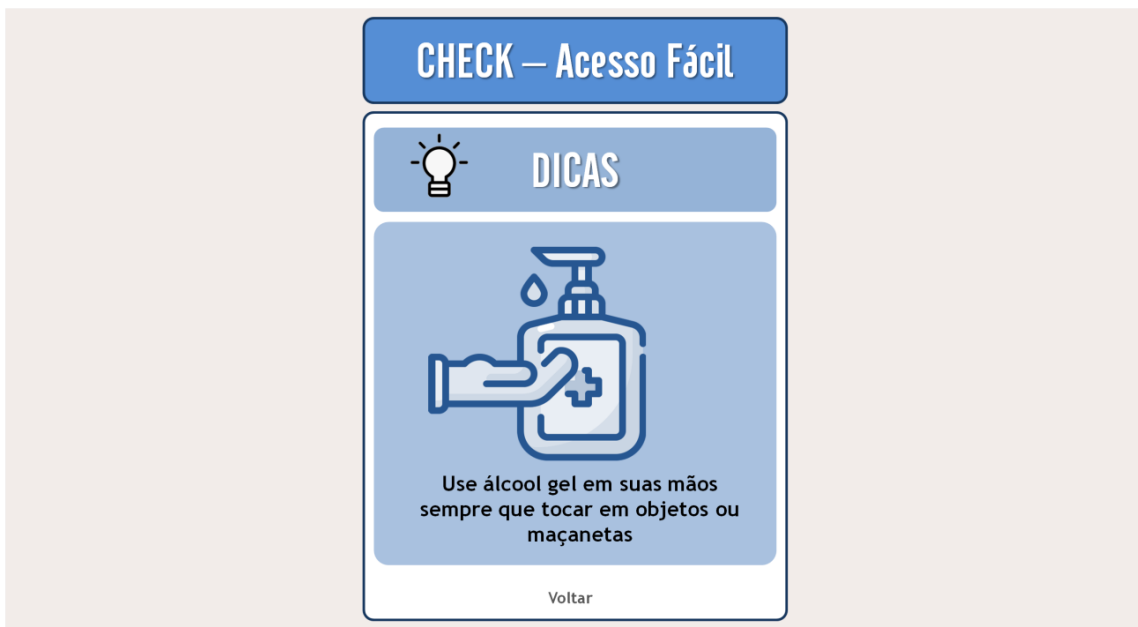 CHECK – Acesso Fácil
DICAS
Use álcool gel em suas mãos
sempre que tocar em objetos ou
maçanetas
Voltar